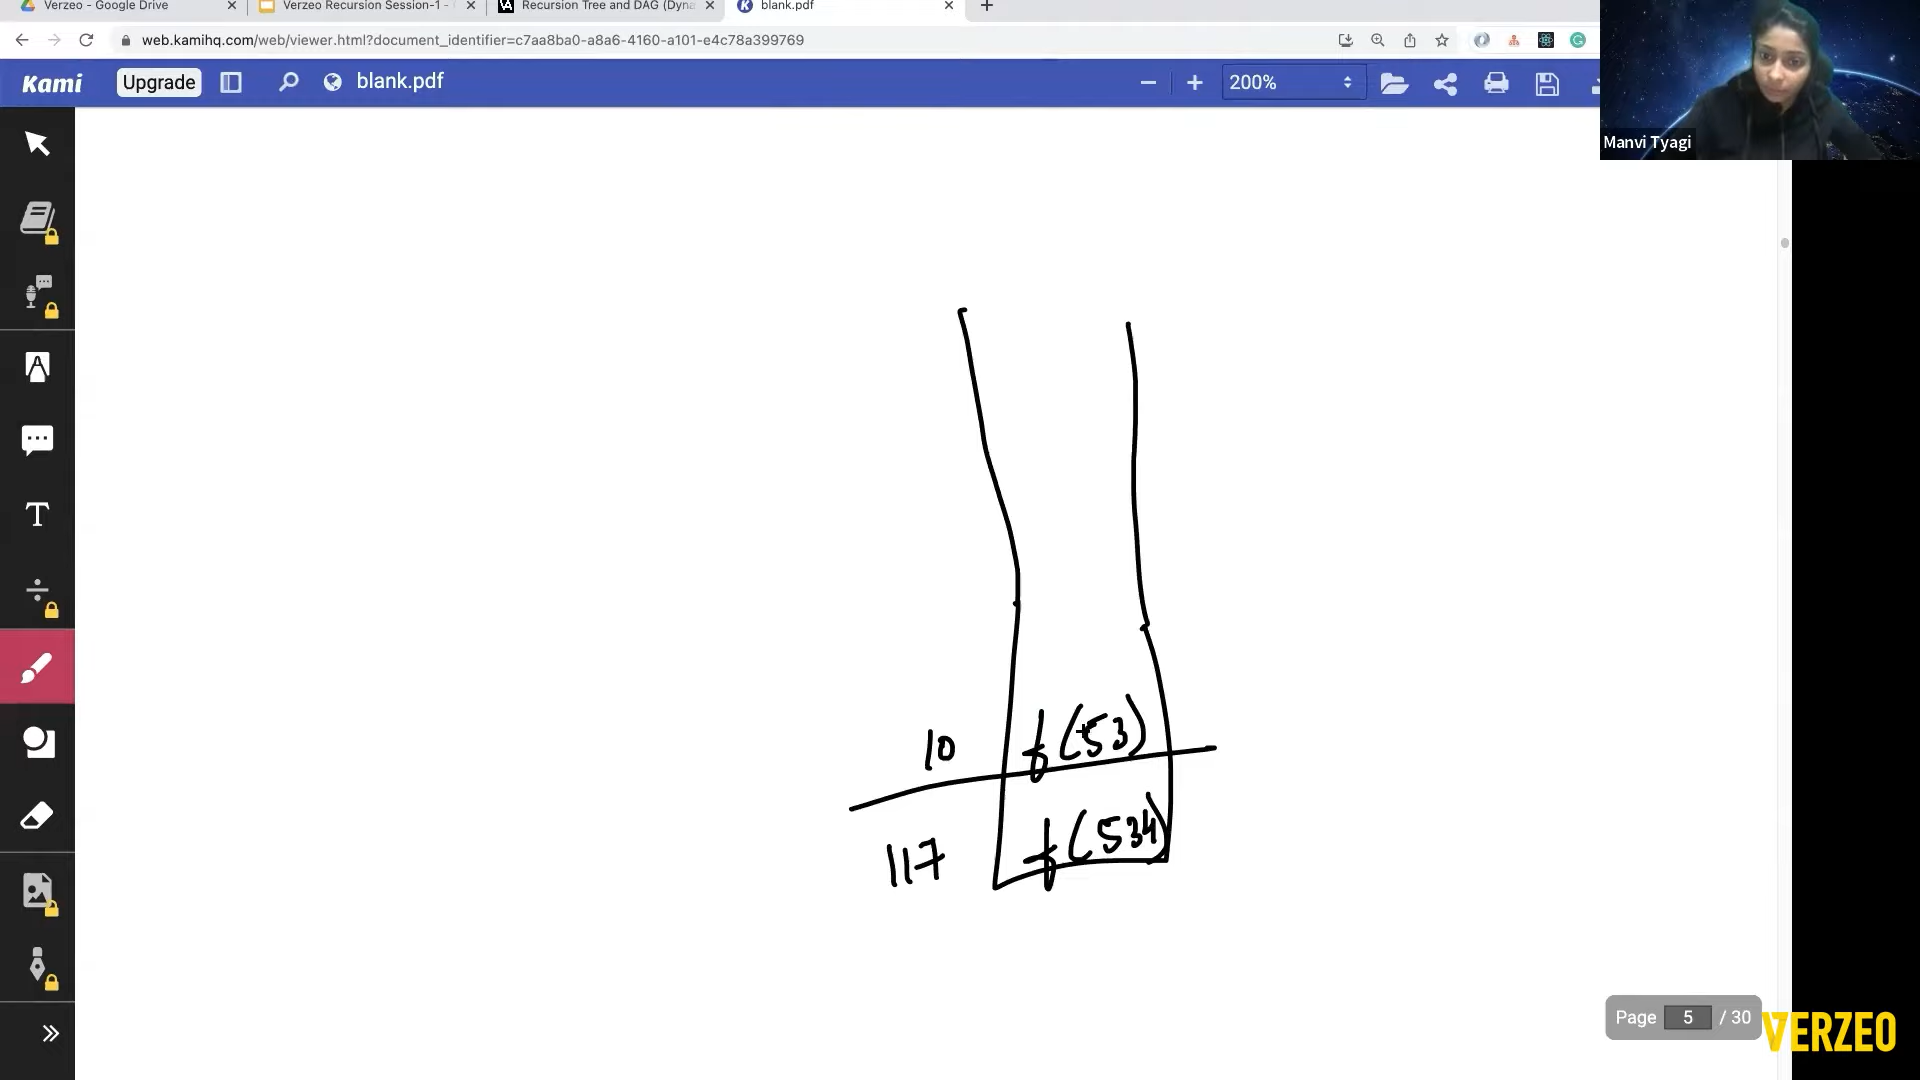 Verzeo - Google Drive
Verzeo Recursion Session-1 -
Recursion Tree and DAG (Dyna
blank.pdf
web.kamihq.com/web/viewer.html?document_identifier=c7aa8ba0-a8a6-4160-a101-e4c78a399769
Kami
Upgrade
blank.pdf
200%
Manvi Tyagi
10 f(53)
117 f(534)
Page 5 / 30
VERZEO